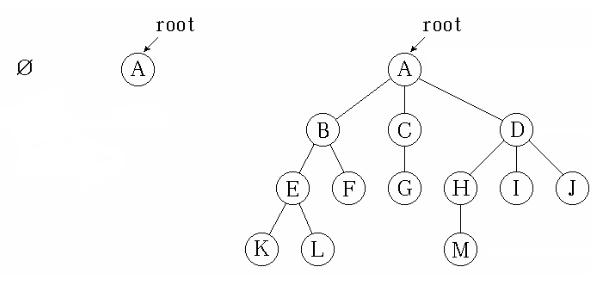 root root
Ø A A
B C D
E F G H I J
K L M